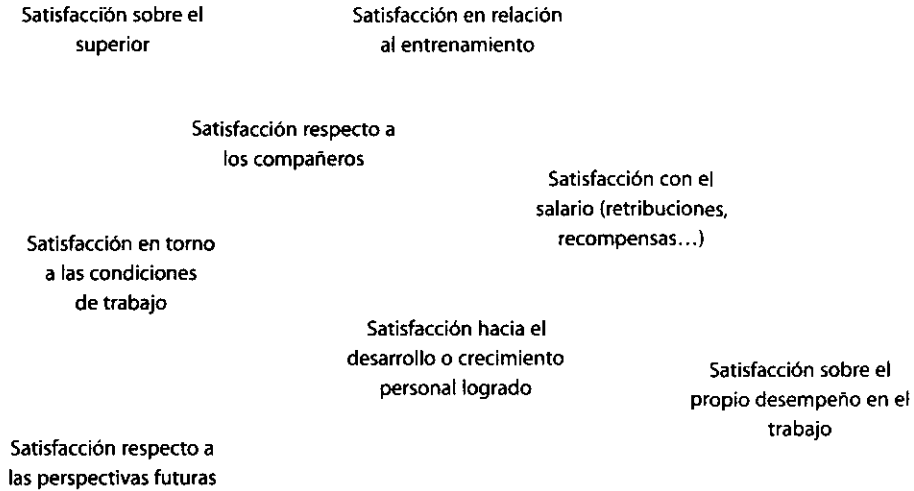 Satisfacción sobre el
superior
Satisfacción en relación
al entrenamiento
Satisfacción respecto a
los compañeros
Satisfacción con el
salario (retribuciones,
recompensas...)
Satisfacción en torno
a las condiciones
de trabajo
Satisfacción hacia el
desarrollo o crecimiento
personal logrado
Satisfacción sobre el
propio desempeño en el
trabajo
Satisfacción respecto a
las perspectivas futuras